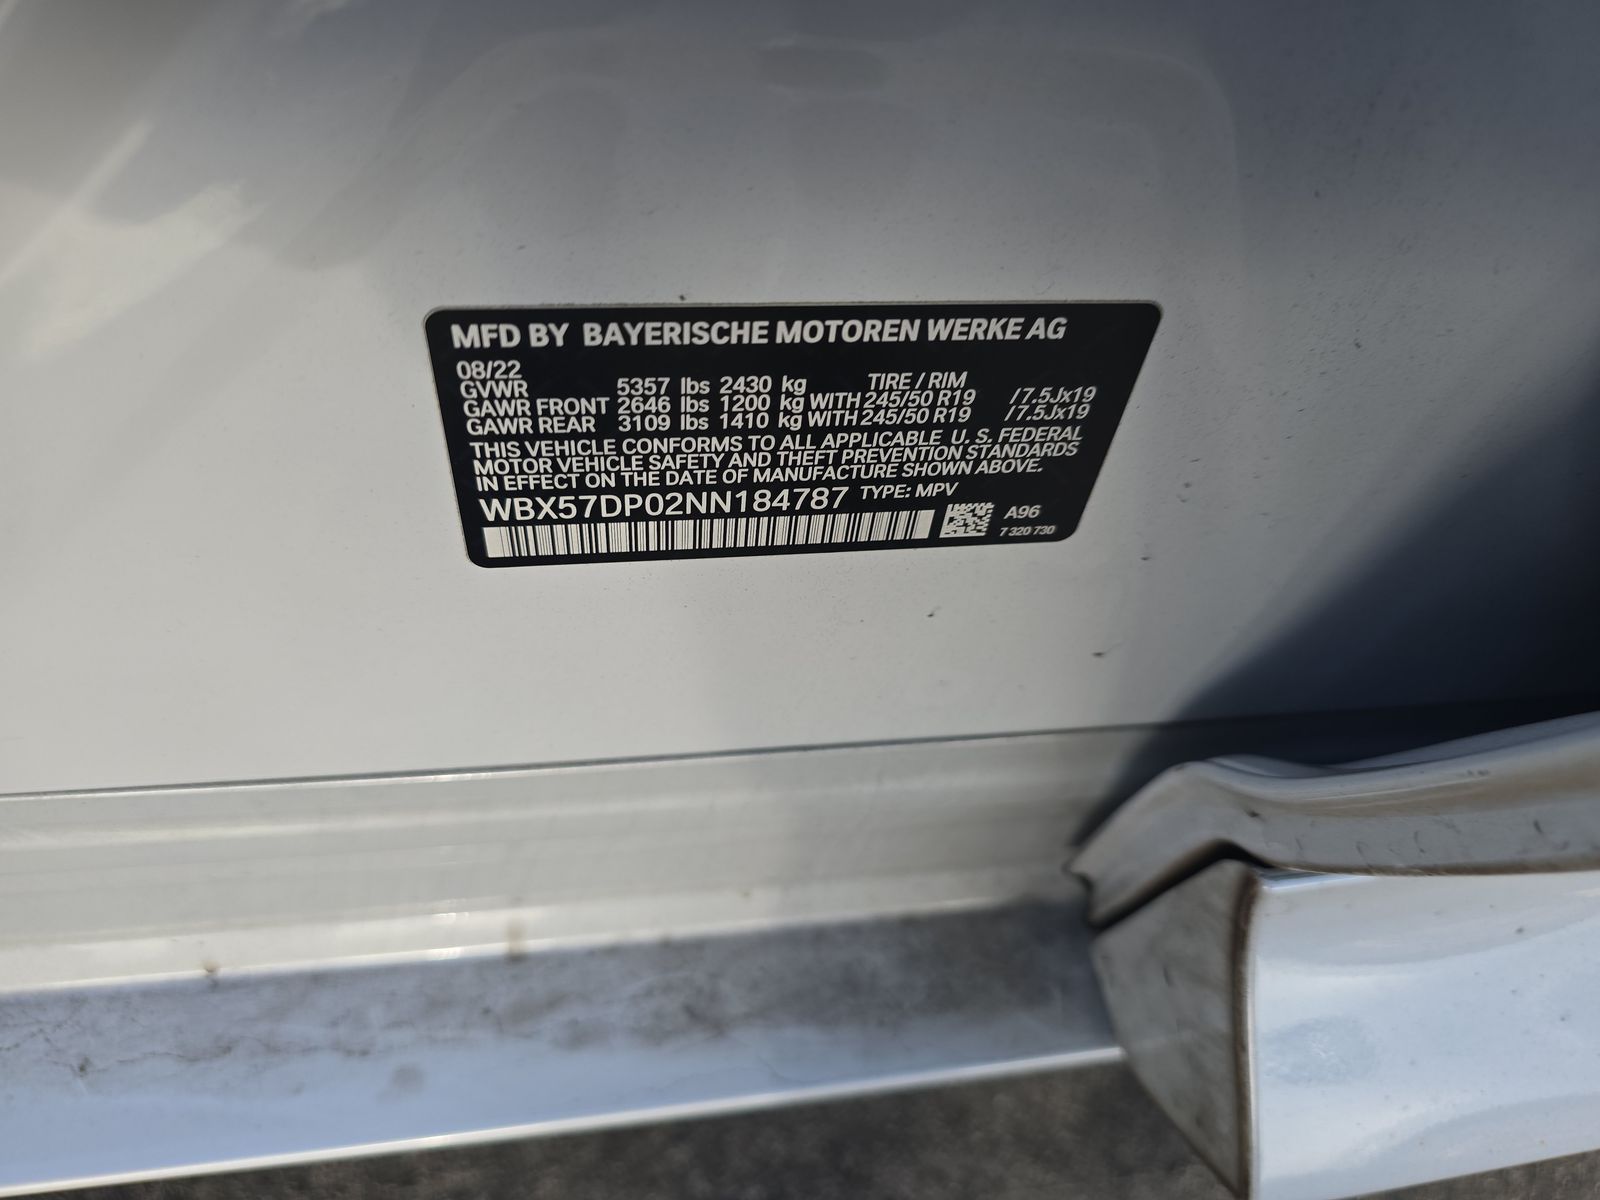 MFD BY BAYERISCHE MOTOREN WERKE AG
08/22
GVWR 5357 lbs 2430 kg TIRE / RIM
GAWR FRONT 2646 lbs 1200 kg WITH 245/50 R19 /7.5Jx19
GAWR REAR 3109 lbs 1410 kg WITH 245/50 R19 /7.5Jx19
THIS VEHICLE CONFORMS TO ALL APPLICABLE U. S. FEDERAL
MOTOR VEHICLE SAFETY AND THEFT PREVENTION STANDARDS
IN EFFECT ON THE DATE OF MANUFACTURE SHOWN ABOVE.
WBX57DP02NN184787 TYPE: MPV
A96
7 320 730